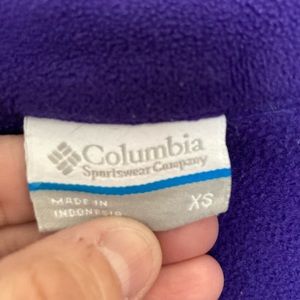 Columbia
Sportswear Company
MADE IN
INDONESIA
XS